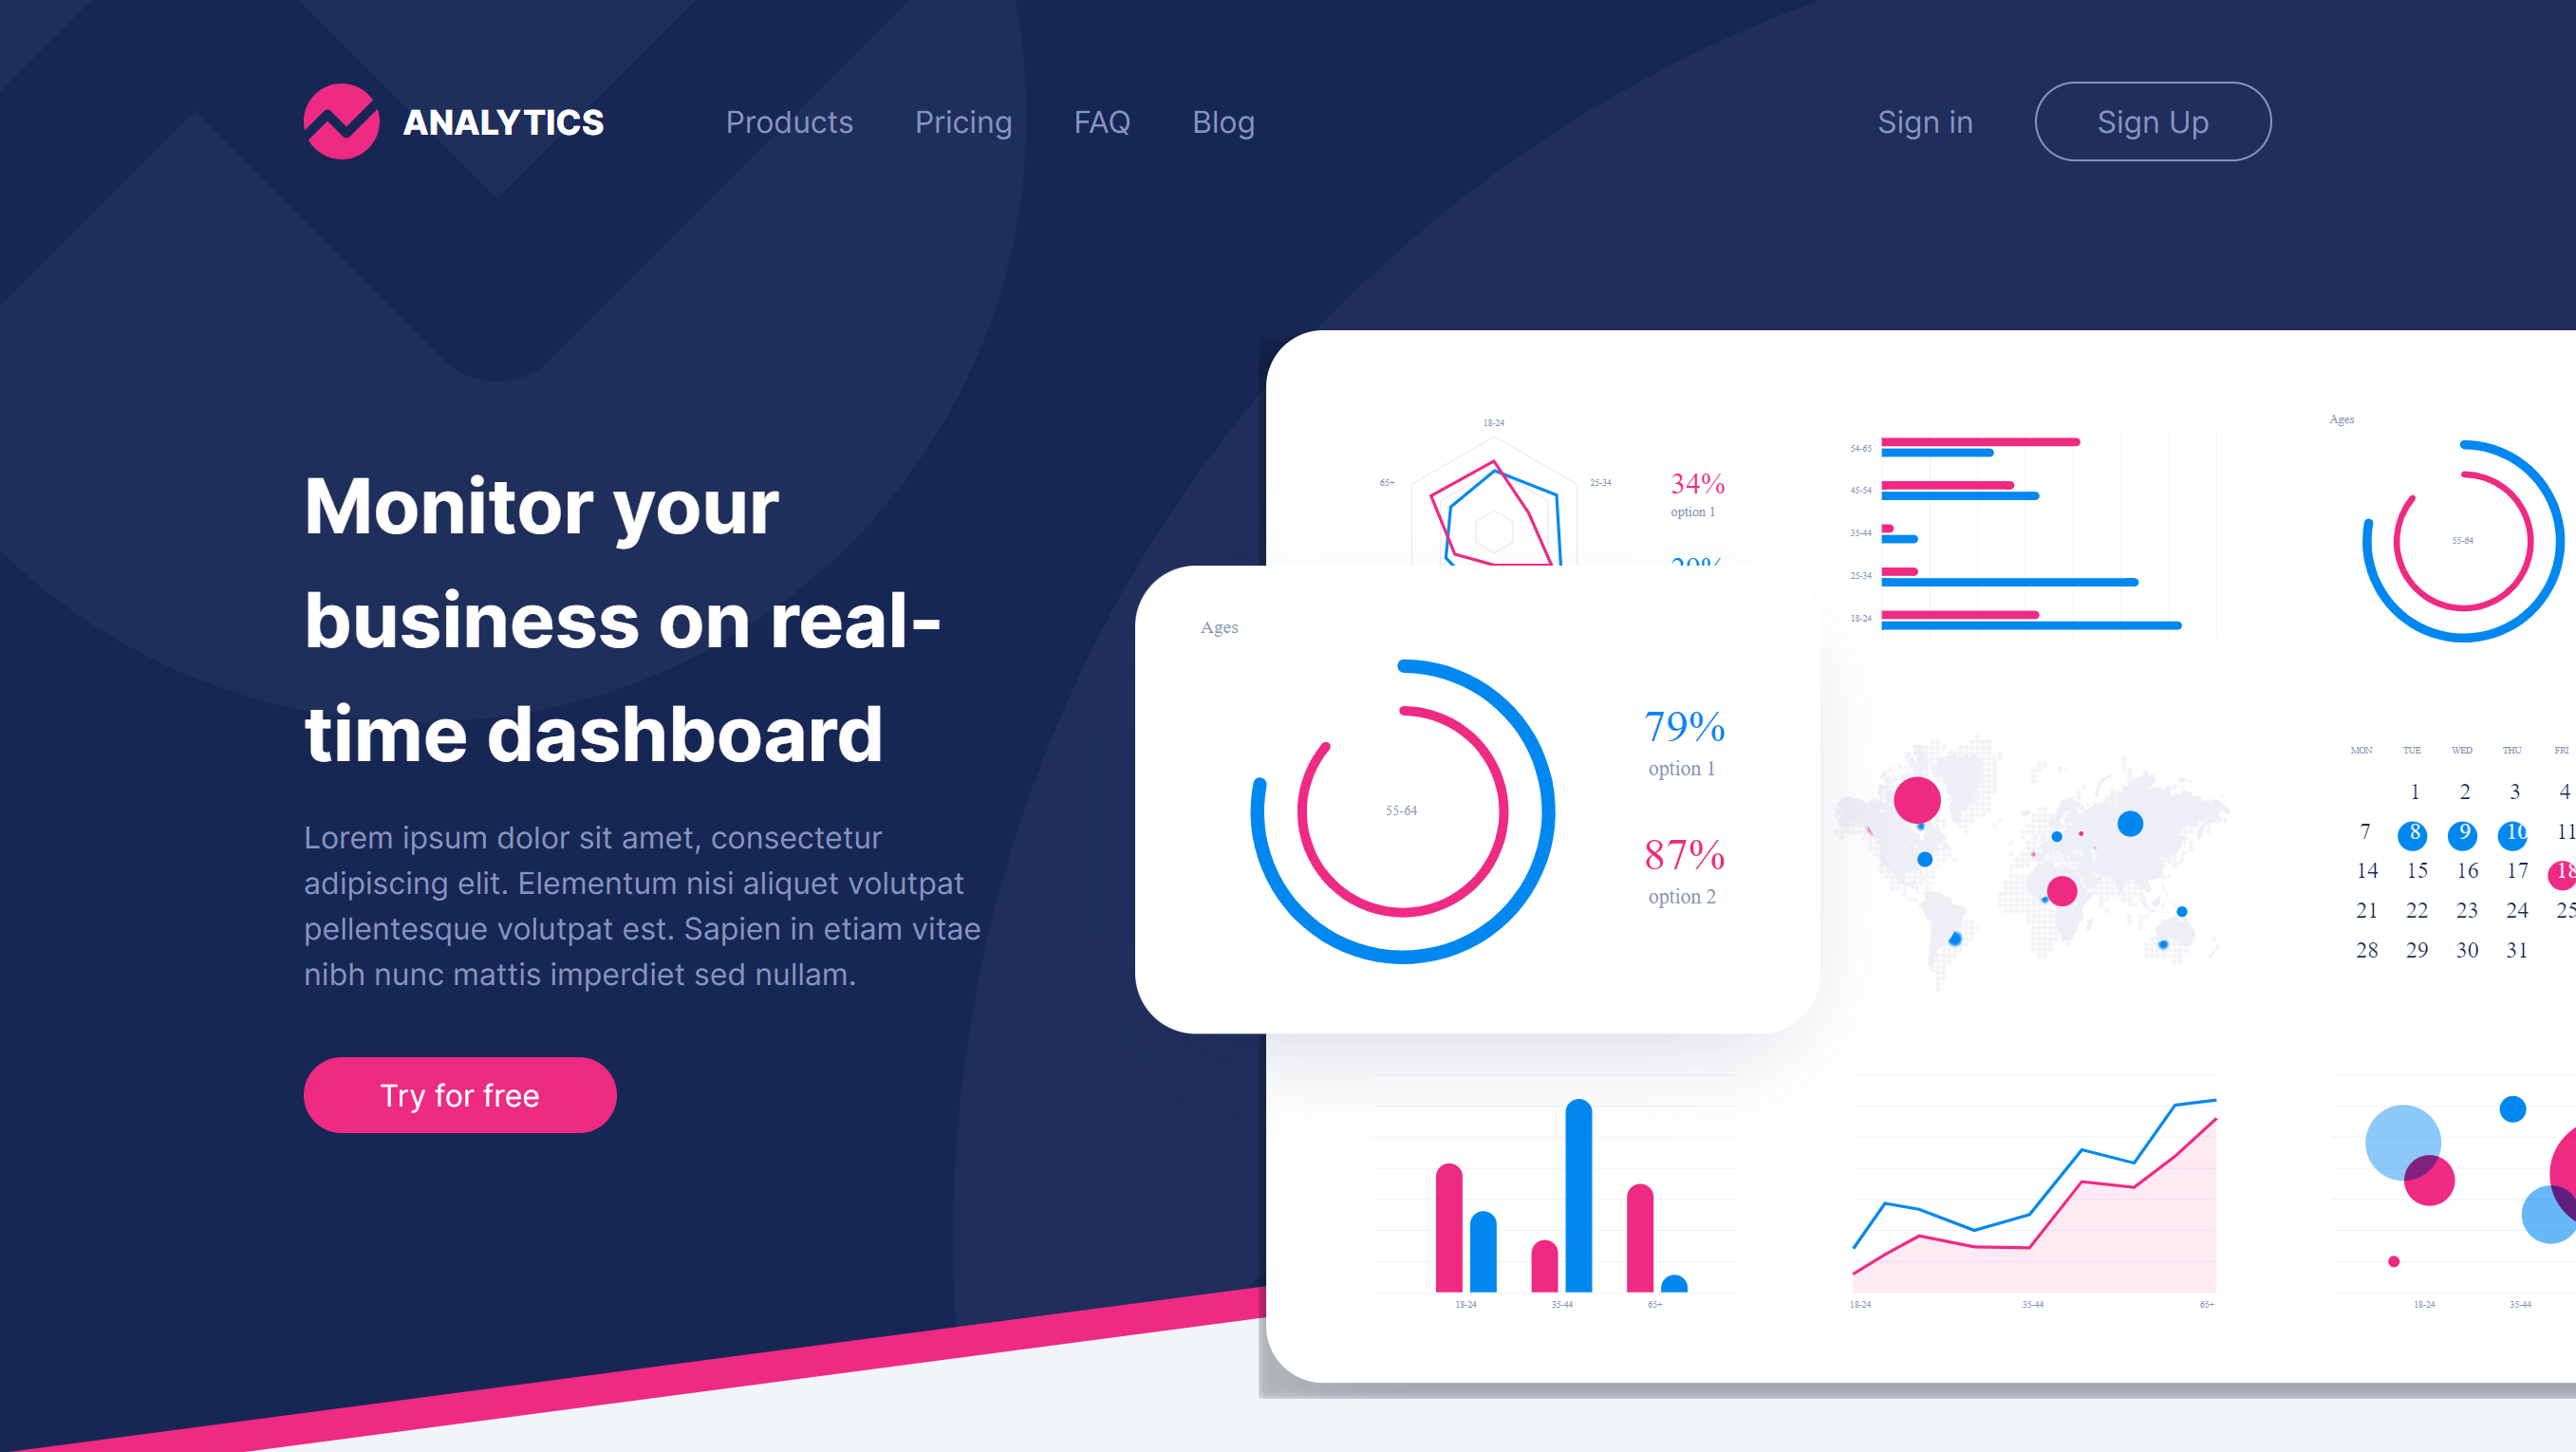 ANALYTICS
Products
Pricing
FAQ
Blog
Sign in
Sign Up
Monitor your
business on real-
time dashboard
Lorem ipsum dolor sit amet, consectetur
adipiscing elit. Elementum nisi aliquet volutpat
pellentesque volutpat est. Sapien in etiam vitae
nibh nunc mattis imperdiet sed nullam.
Try for free
18-24
65+
25-34
34%
option 1
54-65
45-54
35-44
25-34
18-24
Ages
55-64
Ages
55-64
79%
option 1
87%
option 2
MON TUE WED THU FRI
1 2 3 4
7 8 9 10 11
14 15 16 17 18
21 22 23 24 25
28 29 30 31
18-24 35-44 65+
18-24 35-44 65+
18-24 35-44